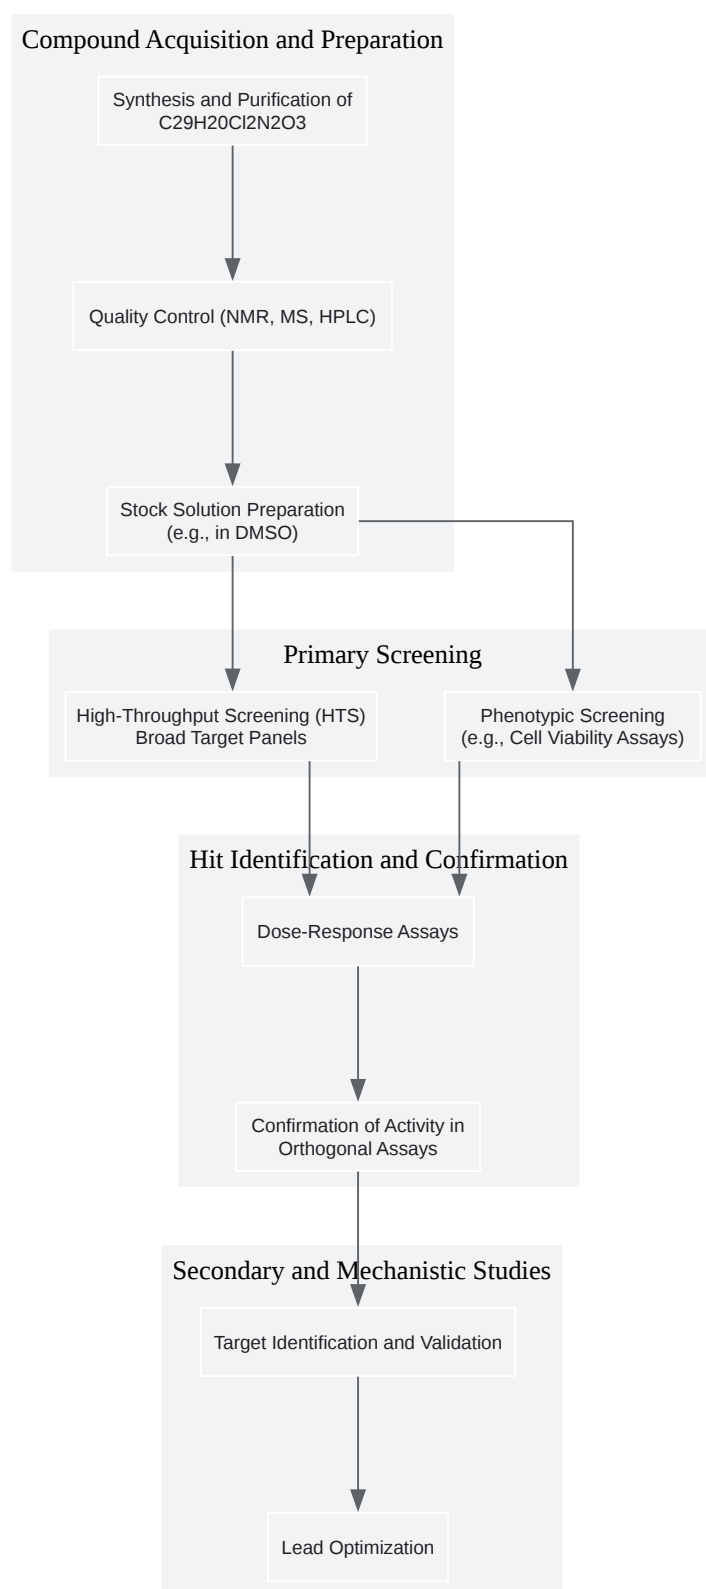 Compound Acquisition and Preparation
Synthesis and Purification of
C29H20Cl2N2O3
Quality Control (NMR, MS, HPLC)
Stock Solution Preparation
(e.g., in DMSO)
Primary Screening
High-Throughput Screening (HTS)
Broad Target Panels
Phenotypic Screening
(e.g., Cell Viability Assays)
Hit Identification and Confirmation
Dose-Response Assays
Confirmation of Activity in
Orthogonal Assays
Secondary and Mechanistic Studies
Target Identification and Validation
Lead Optimization